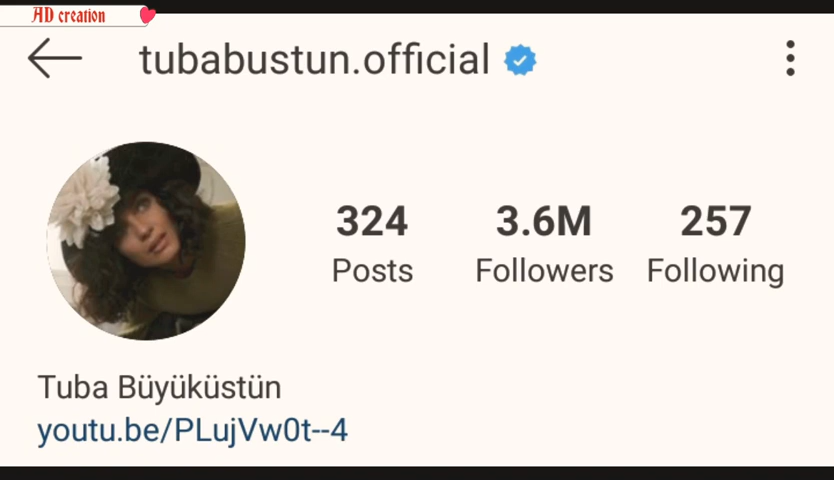 AD creation
tubabustun.official
324 3.6M 257
Posts Followers Following
Tuba Büyüküstün
youtu.be/PLujVw0t--4